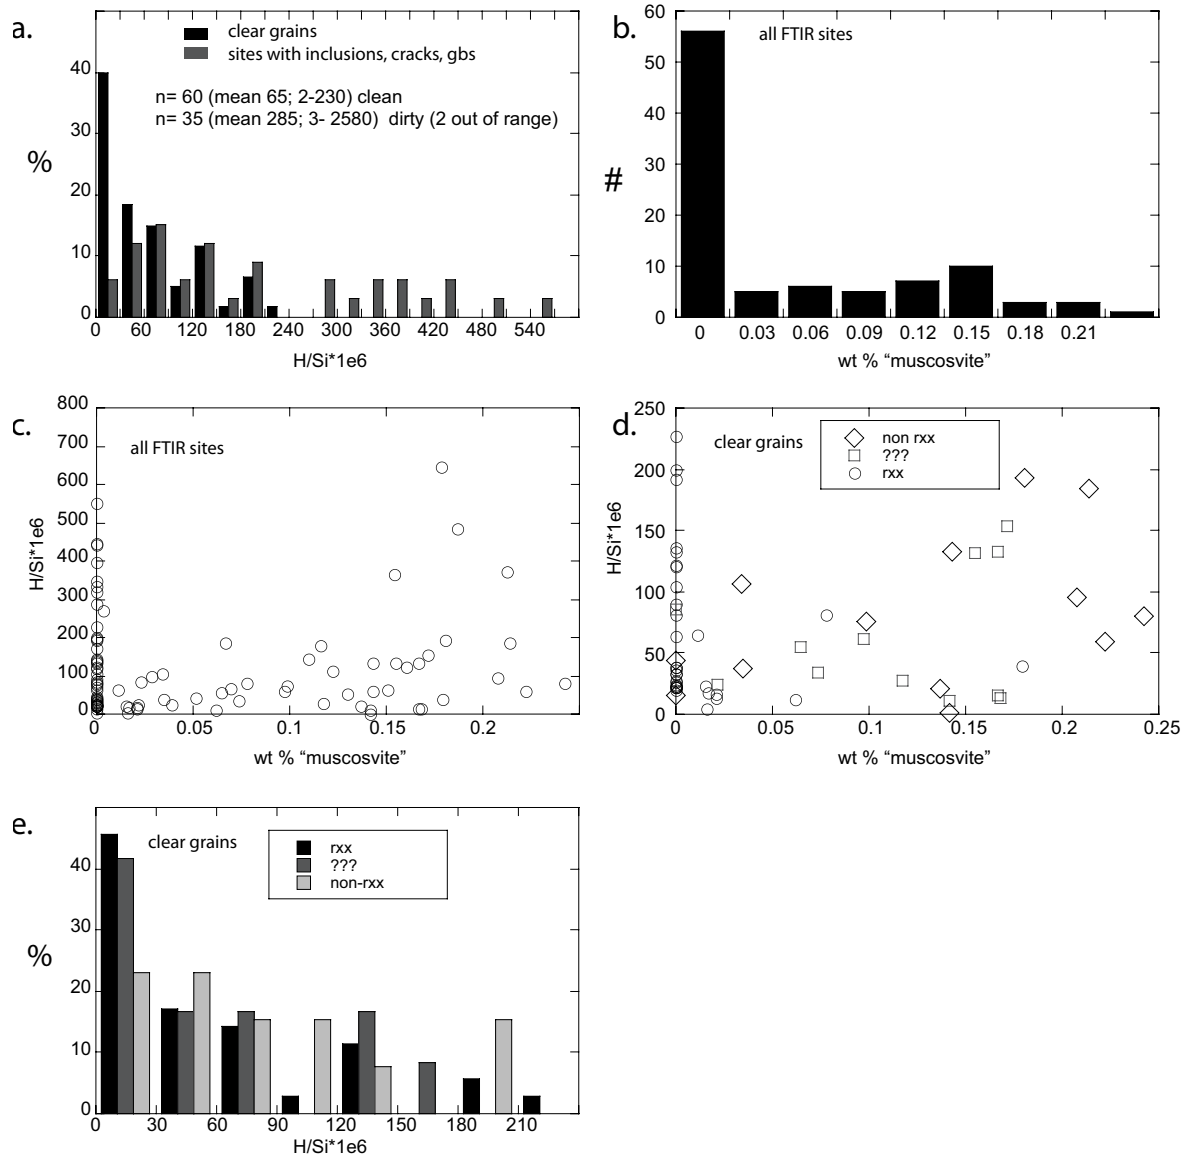 a.
clear grains
sites with inclusions, cracks, gbs
n= 60 (mean 65; 2-230) clean
n= 35 (mean 285; 3- 2580) dirty (2 out of range)
40
30
20
10
0
%
0 60 120 180 240 300 360 420 480 540
H/Si*1e6
b.
all FTIR sites
60
50
40
30
20
10
0
#
0 0.03 0.06 0.09 0.12 0.15 0.18 0.21
wt % “muscosvite”
c.
all FTIR sites
800
700
600
500
400
300
200
100
0
H/Si*1e6
0 0.05 0.1 0.15 0.2
wt % “muscosvite”
d.
clear grains
non rxx
???
rxx
250
200
150
100
50
0
H/Si*1e6
0 0.05 0.1 0.15 0.2 0.25
wt % “muscosvite”
e.
clear grains
rxx
???
non-rxx
40
30
20
10
0
%
0 30 60 90 120 150 180 210
H/Si*1e6